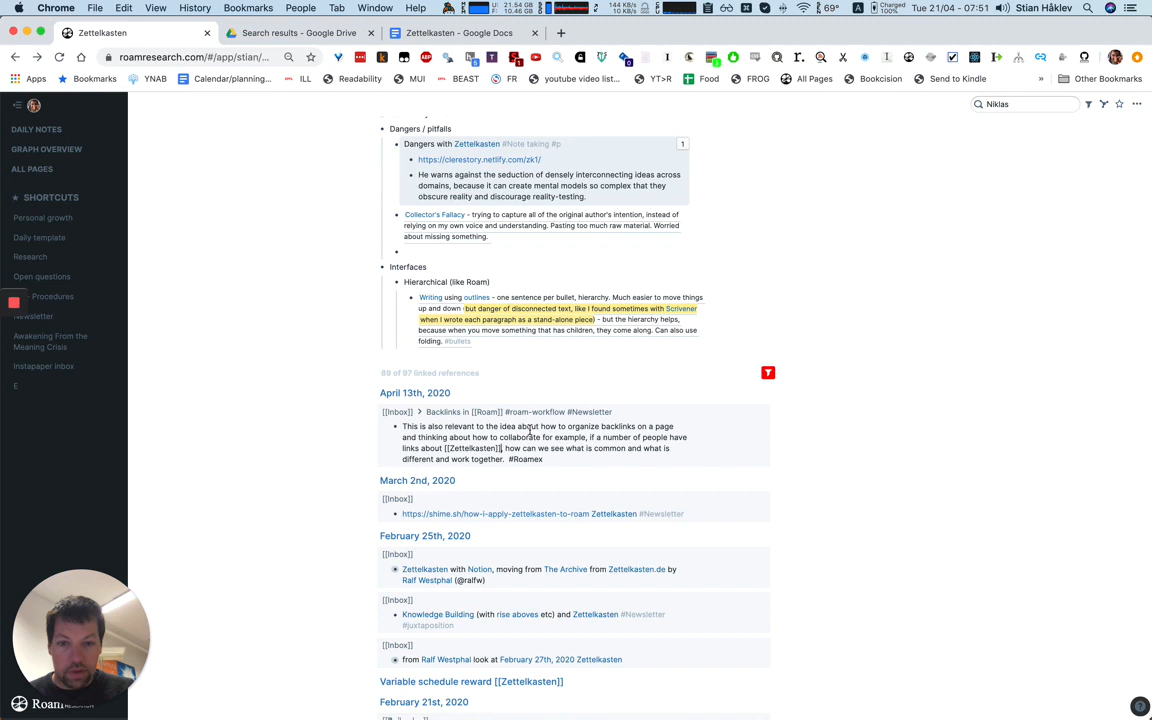 Chrome File Edit View History Bookmarks People Tab Window Help 21.54 GB 10.46 GB 144 KB/s 10 KB/s 69° Charged 100% Tue 21/04 - 07:51 Stian Håklev
Zettelkasten Search results - Google Drive Zettelkasten - Google Docs
roamresearch.com/#/app/stian/...
Apps Bookmarks YNAB Calendar/planning... ILL Readability MUI BEAST FR youtube video list... YT>R Food FROG All Pages Bookcision Send to Kindle » Other Bookmarks
Niklas
DAILY NOTES
GRAPH OVERVIEW
ALL PAGES
SHORTCUTS
Personal growth
Daily template
Research
Open questions
Procedures
Newsletter
Awakening From the
Meaning Crisis
Instapaper inbox
E
Dangers / pitfalls
Dangers with Zettelkasten #Note taking #p
1
https://clerestory.netlify.com/zk1/
He warns against the seduction of densely interconnecting ideas across
domains, because it can create mental models so complex that they
obscure reality and discourage reality-testing.
Collector's Fallacy - trying to capture all of the original author's intention, instead of
relying on my own voice and understanding. Pasting too much raw material. Worried
about missing something.
Interfaces
Hierarchical (like Roam)
Writing using outlines - one sentence per bullet, hierarchy. Much easier to move things
up and down (but danger of disconnected text, like I found sometimes with Scrivener
when I wrote each paragraph as a stand-alone piece) - but the hierarchy helps,
because when you move something that has children, they come along. Can also use
folding. #bullets
89 of 97 linked references
April 13th, 2020
[[Inbox]] > Backlinks in [[Roam]] #roam-workflow #Newsletter
This is also relevant to the idea about how to organize backlinks on a page
and thinking about how to collaborate for example, if a number of people have
links about [[Zettelkasten]], how can we see what is common and what is
different and work together. #Roamex
March 2nd, 2020
[[Inbox]]
https://shime.sh/how-i-apply-zettelkasten-to-roam Zettelkasten #Newsletter
February 25th, 2020
[[Inbox]]
Zettelkasten with Notion, moving from The Archive from Zettelkasten.de by
Ralf Westphal (@ralfw)
[[Inbox]]
Knowledge Building (with rise aboves etc) and Zettelkasten #Newsletter
#juxtaposition
[[Inbox]]
from Ralf Westphal look at February 27th, 2020 Zettelkasten
Variable schedule reward [[Zettelkasten]]
February 21st, 2020